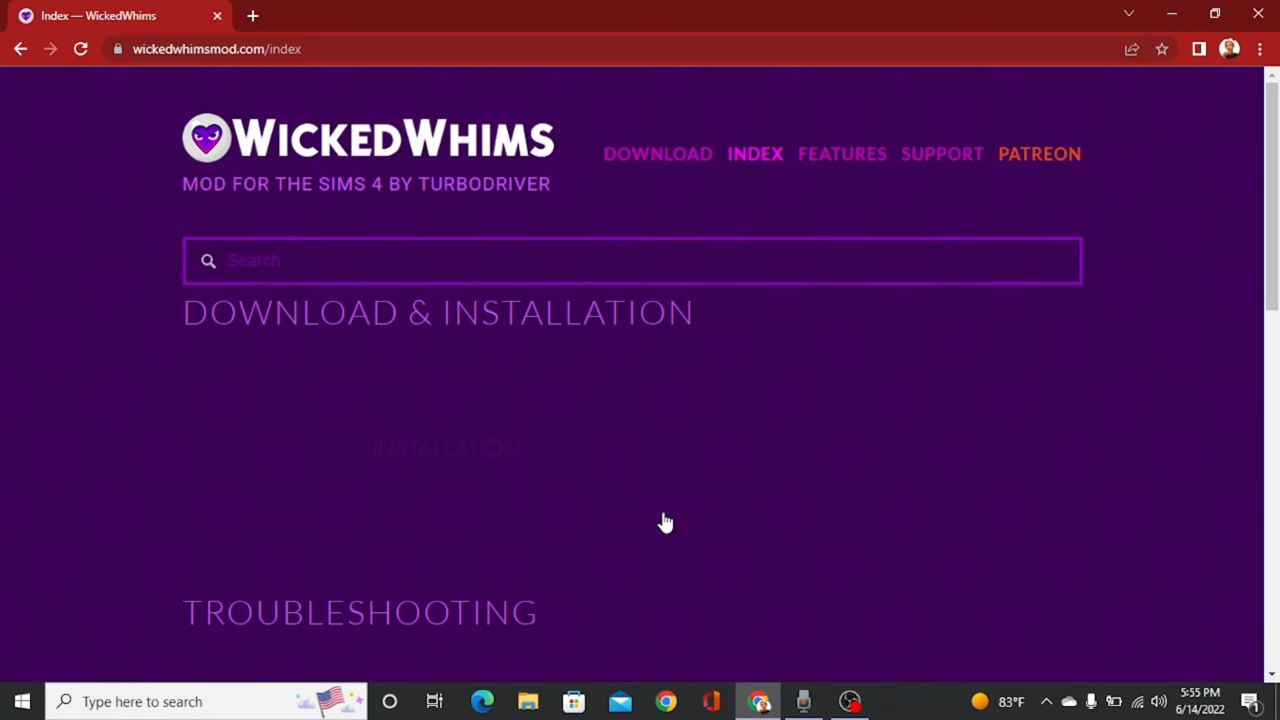 Index — WickedWhims
wickedwhimsmod.com/index
WICKEDWHIMS
MOD FOR THE SIMS 4 BY TURBODRIVER
DOWNLOAD INDEX FEATURES SUPPORT PATREON
Search
DOWNLOAD & INSTALLATION
INSTALLATION
TROUBLESHOOTING
Type here to search
83°F
5:55 PM
6/14/2022
1